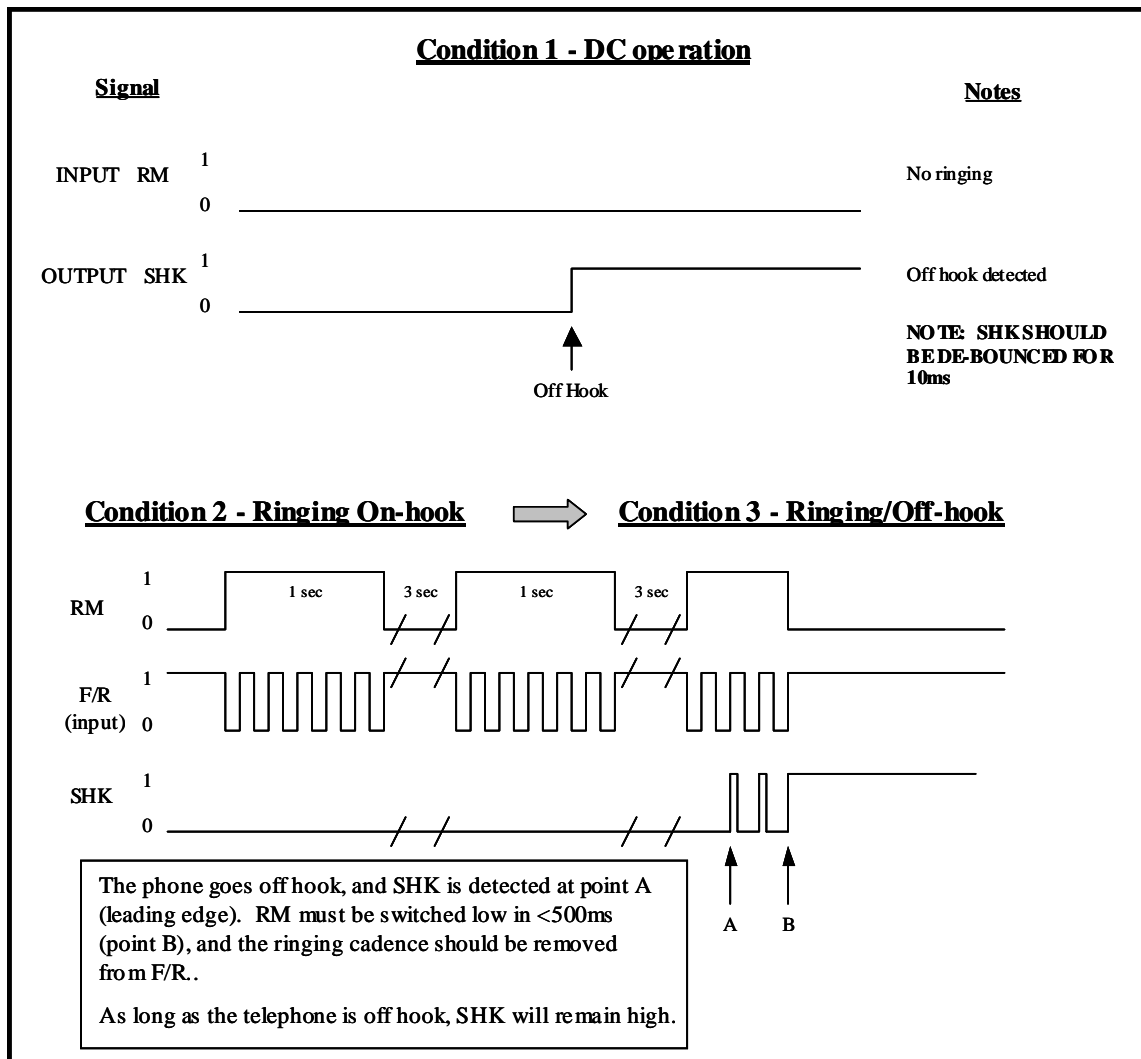 Condition 1 - DC operation
Signal
Notes
INPUT RM
1
0
No ringing
OUTPUT SHK
1
0
Off hook detected
NOTE: SHK SHOULD
BE DE-BOUNCED FOR
10ms
Off Hook
Condition 2 - Ringing On-hook
Condition 3 - Ringing/Off-hook
RM
1
0
1 sec
3 sec
1 sec
3 sec
F/R
(input)
1
0
SHK
1
0
A
B
The phone goes off hook, and SHK is detected at point A
(leading edge). RM must be switched low in <500ms
(point B), and the ringing cadence should be removed
from F/R..
As long as the telephone is off hook, SHK will remain high.